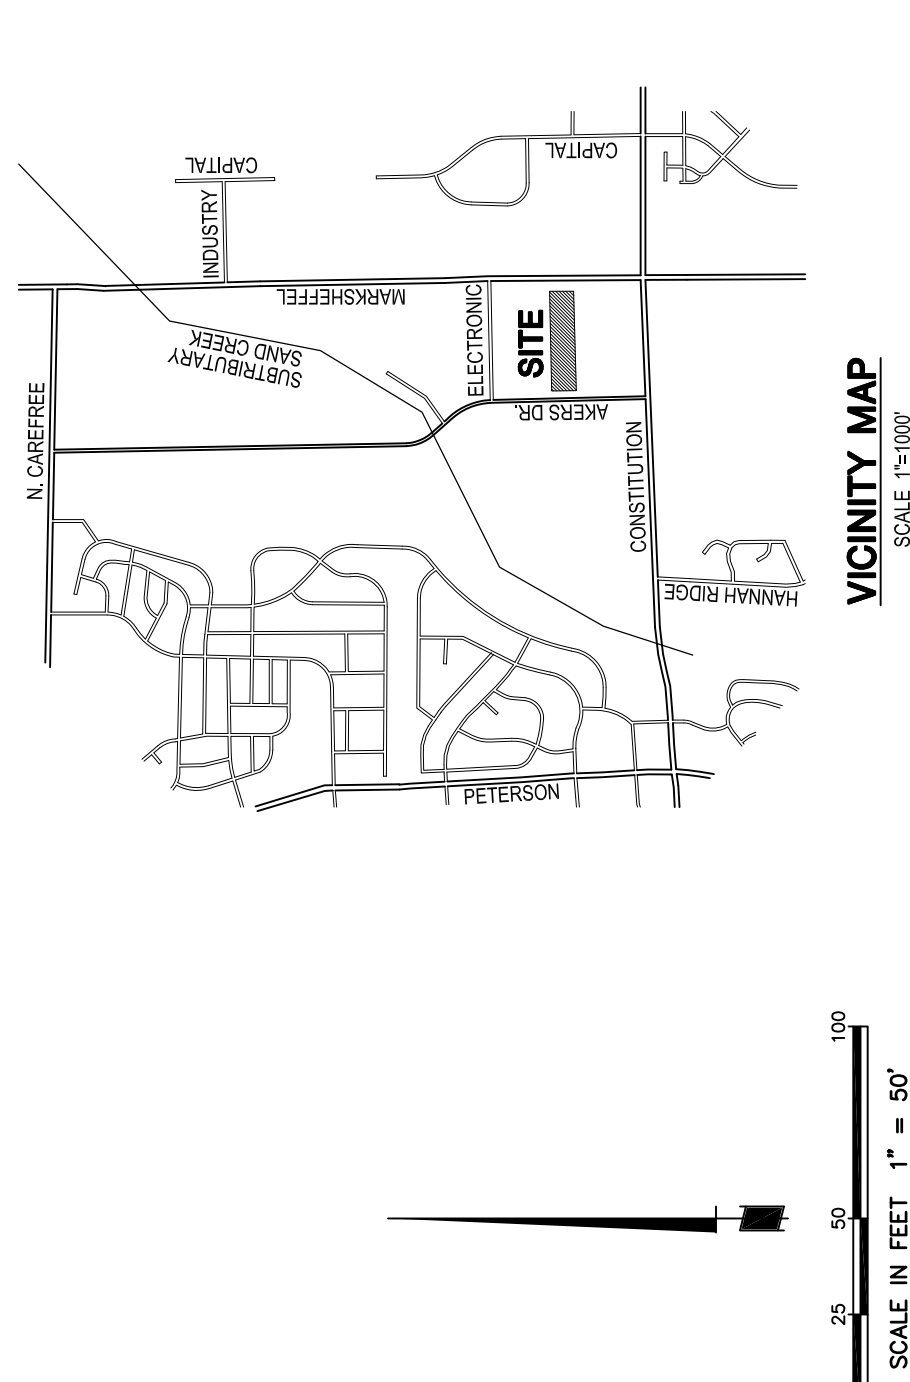 N. CAREFREE
SUBTRIBUTARY
SAND CREEK
INDUSTRY
CAPITAL
MARKSHEFFEL
ELECTRONIC
SITE
AKERS DR.
CAPITAL
CONSTITUTION
HANNAH RIDGE
PETERSON
VICINITY MAP
SCALE 1"=1000'
25
50
100
SCALE IN FEET 1" = 50'